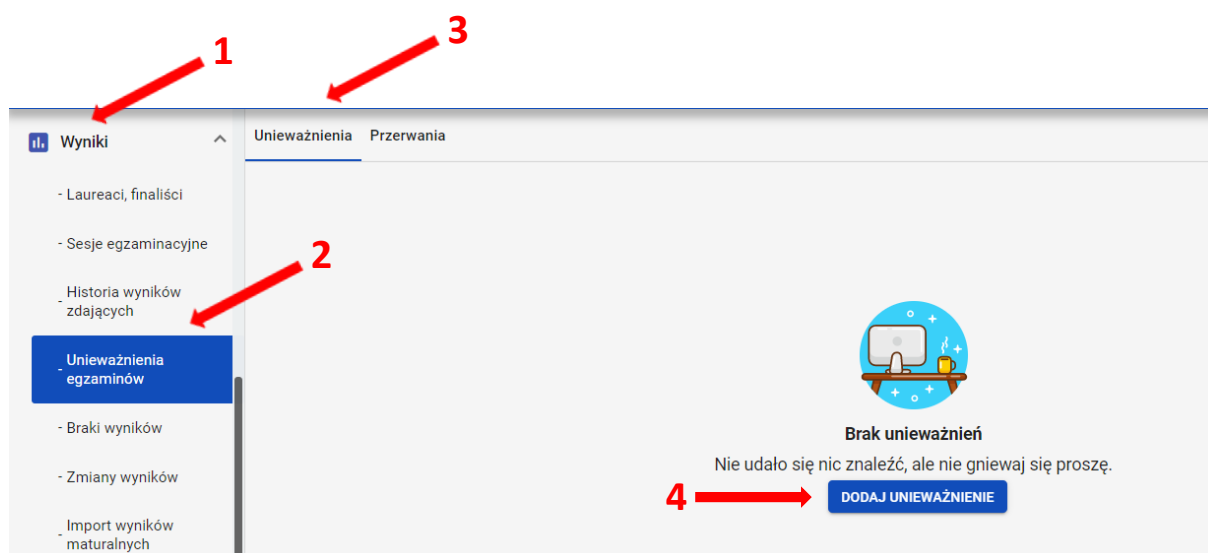 1
3
Wyniki
Unieważnienia Przerwania
- Laureaci, finaliści
- Sesje egzaminacyjne
2
- Historia wyników
zdających
- Unieważnienia
egzaminów
- Braki wyników
- Zmiany wyników
- Import wyników
maturalnych
Brak unieważnień
Nie udało się nic znaleźć, ale nie gniewaj się proszę.
4
DODAJ UNIEWAŻNIENIE